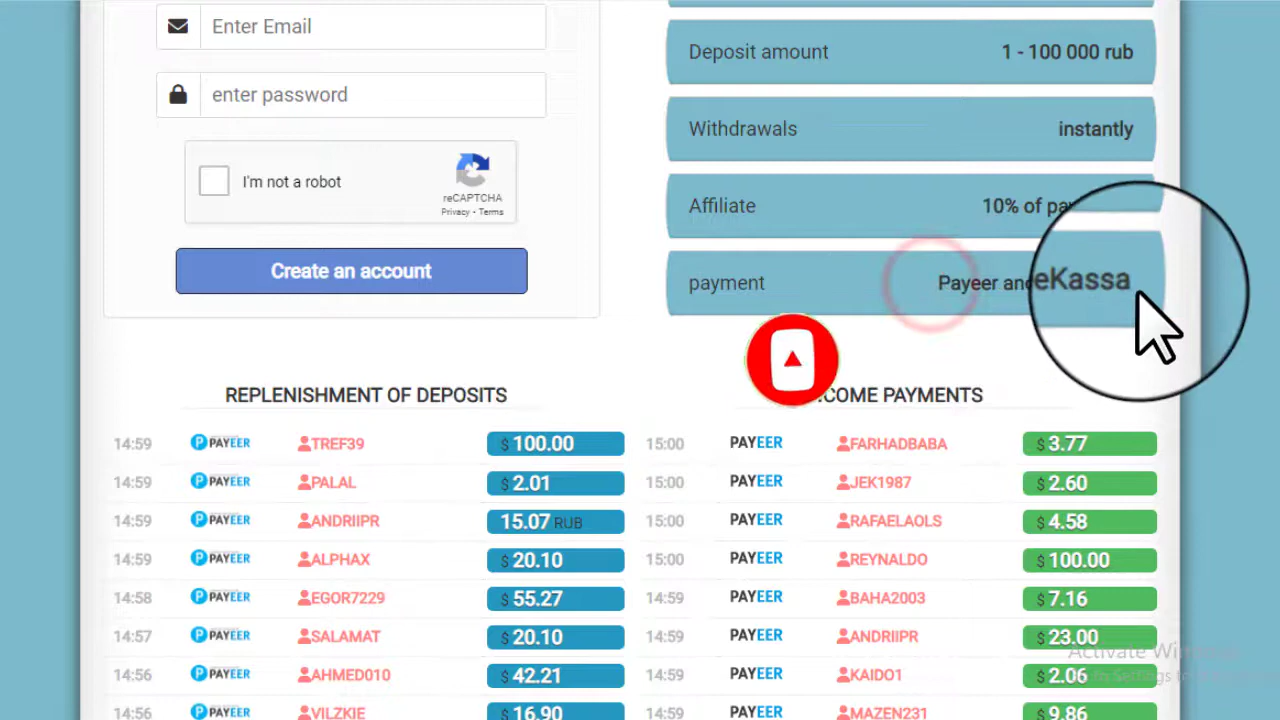 Enter Email
enter password
I'm not a robot
reCAPTCHA
Privacy - Terms
Create an account
Deposit amount 1 - 100 000 rub
Withdrawals instantly
Affiliate 10% of
payment Payeer and eKassa
REPLENISHMENT OF DEPOSITS
14:59 PAYEER TREF39 $ 100.00
14:59 PAYEER PALAL $ 2.01
14:59 PAYEER ANDRIIPR 15.07 RUB
14:59 PAYEER ALPHAX $ 20.10
14:58 PAYEER EGOR7229 $ 55.27
14:57 PAYEER SALAMAT $ 20.10
14:56 PAYEER AHMED010 $ 42.21
14:56 PAYEER VILZKIE $ 16.90
COME PAYMENTS
15:00 PAYEER FARHADBABA $ 3.77
15:00 PAYEER JEK1987 $ 2.60
15:00 PAYEER RAFAELAOLS $ 4.58
15:00 PAYEER REYNALDO $ 100.00
14:59 PAYEER BAHA2003 $ 7.16
14:59 PAYEER ANDRIIPR $ 23.00
14:59 PAYEER KAIDO1 $ 2.06
14:59 PAYEER MAZEN231 $ 9.86
Activate